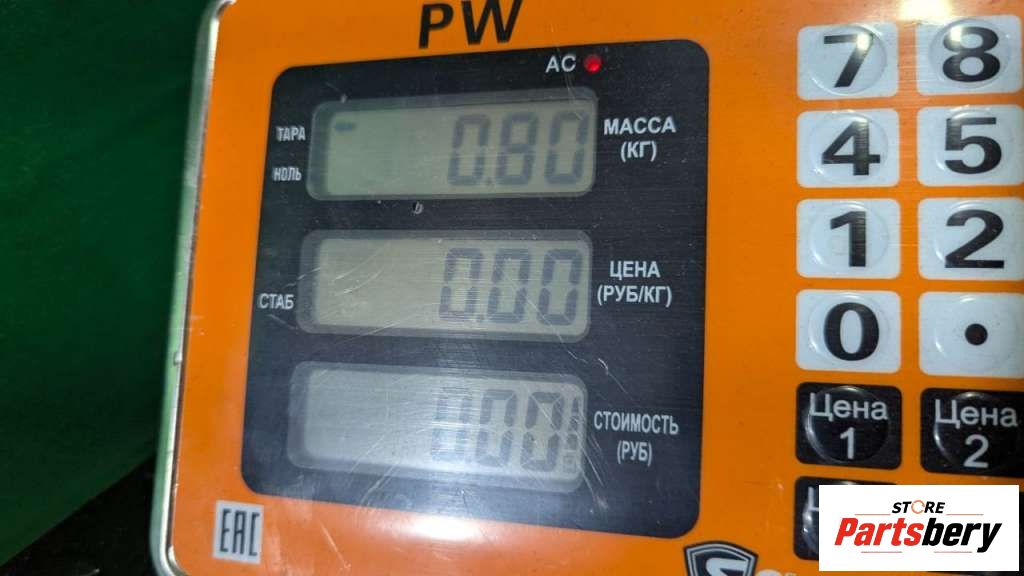 PW
AC
ТАРА
НОЛЬ
0.80
МАССА
(КГ)
СТАБ
0.00
ЦЕНА
(РУБ/КГ)
0.00
СТОИМОСТЬ
(РУБ)
7 8
4 5
1 2
0 •
Цена
1
Цена
2
EAC
STORE
Partsbery